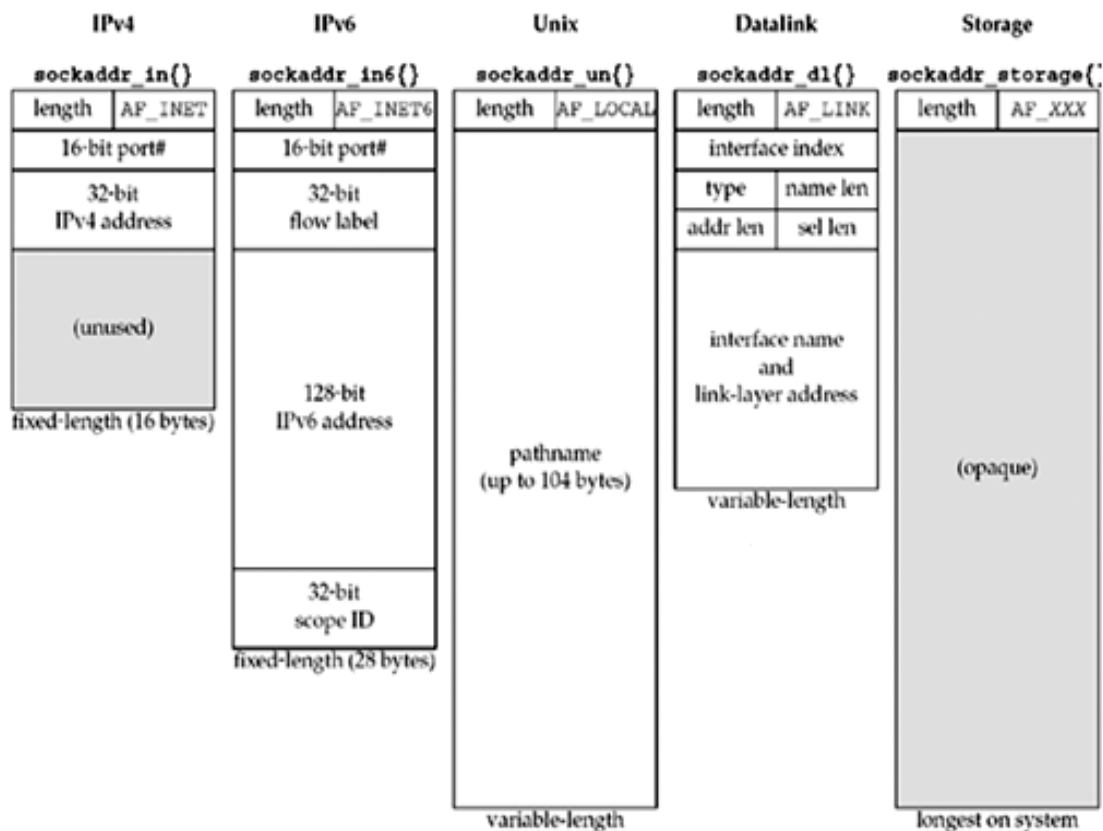 IPv4
IPv6
Unix
Datalink
Storage
sockaddr_in{}
sockaddr_in6{}
sockaddr_un{}
sockaddr_dl{}
sockaddr_storage{}
length
AF_INET
16-bit port#
32-bit
IPv4 address
(unused)
fixed-length (16 bytes)
length
AF_INET6
16-bit port#
32-bit
flow label
128-bit
IPv6 address
32-bit
scope ID
fixed-length (28 bytes)
length
AF_LOCAL
pathname
(up to 104 bytes)
variable-length
length
AF_LINK
interface index
type
name len
addr len
sel len
interface name
and
link-layer address
variable-length
length
AF_XXX
(opaque)
longest on system